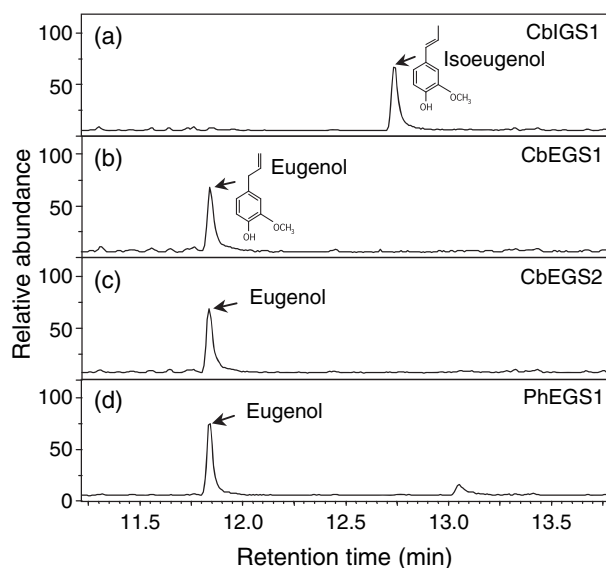 (a) CbIGS1
100
50
Isoeugenol
OH
OCH₃
(b) CbEGS1
100
50
Eugenol
OH
OCH₃
(c) CbEGS2
100
50
Eugenol
(d) PhEGS1
100
50
0
Eugenol
Relative abundance
11.5 12.0 12.5 13.0 13.5
Retention time (min)